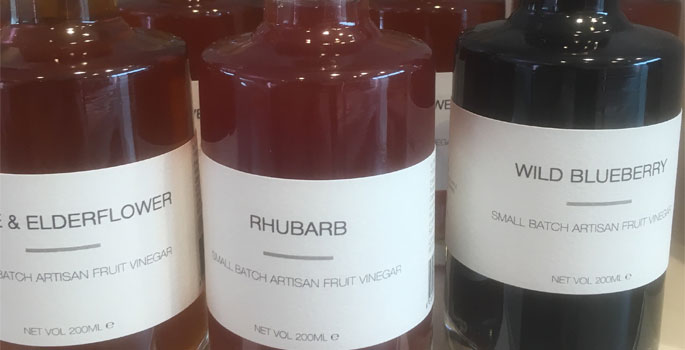 & ELDERFLOWER
BATCH ARTISAN FRUIT VINEGAR
NET VOL 200ML ℮
RHUBARB
SMALL BATCH ARTISAN FRUIT VINEGAR
NET VOL 200ML ℮
WILD BLUEBERRY
SMALL BATCH ARTISAN FRUIT VINEGAR
NET VOL 200ML ℮